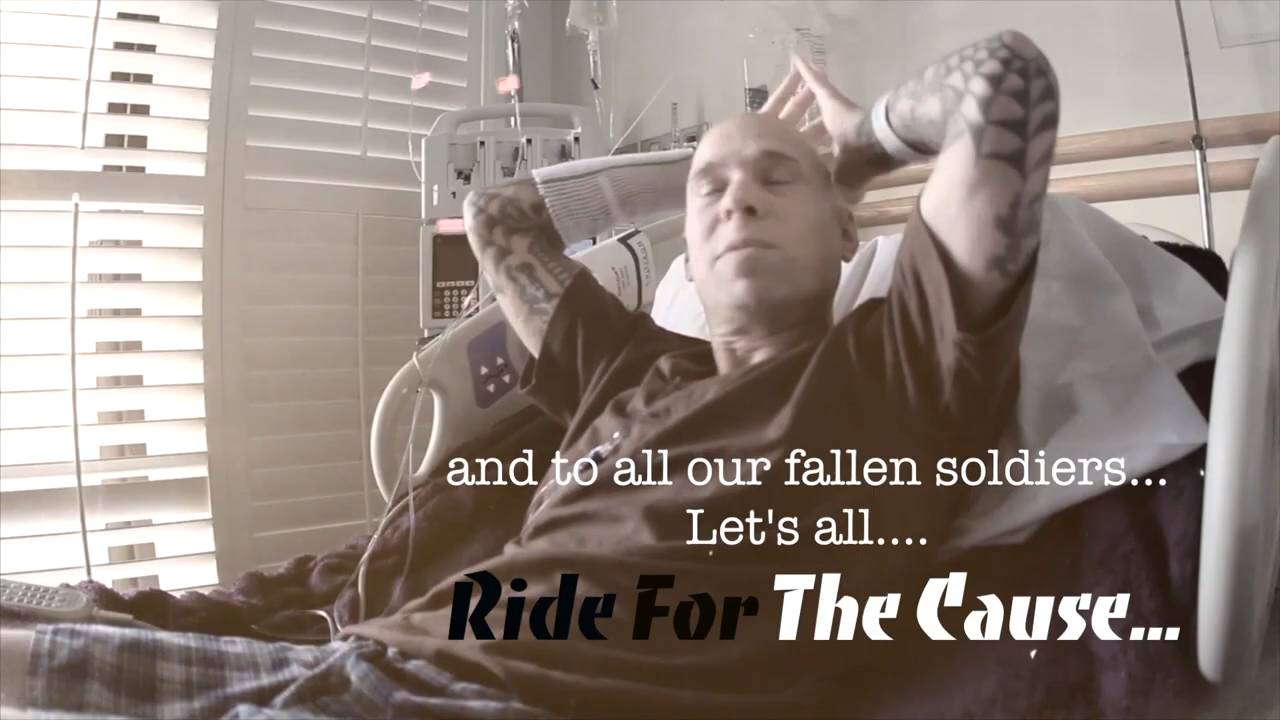 and to all our fallen soldiers...
Let's all....
Ride For The Cause...